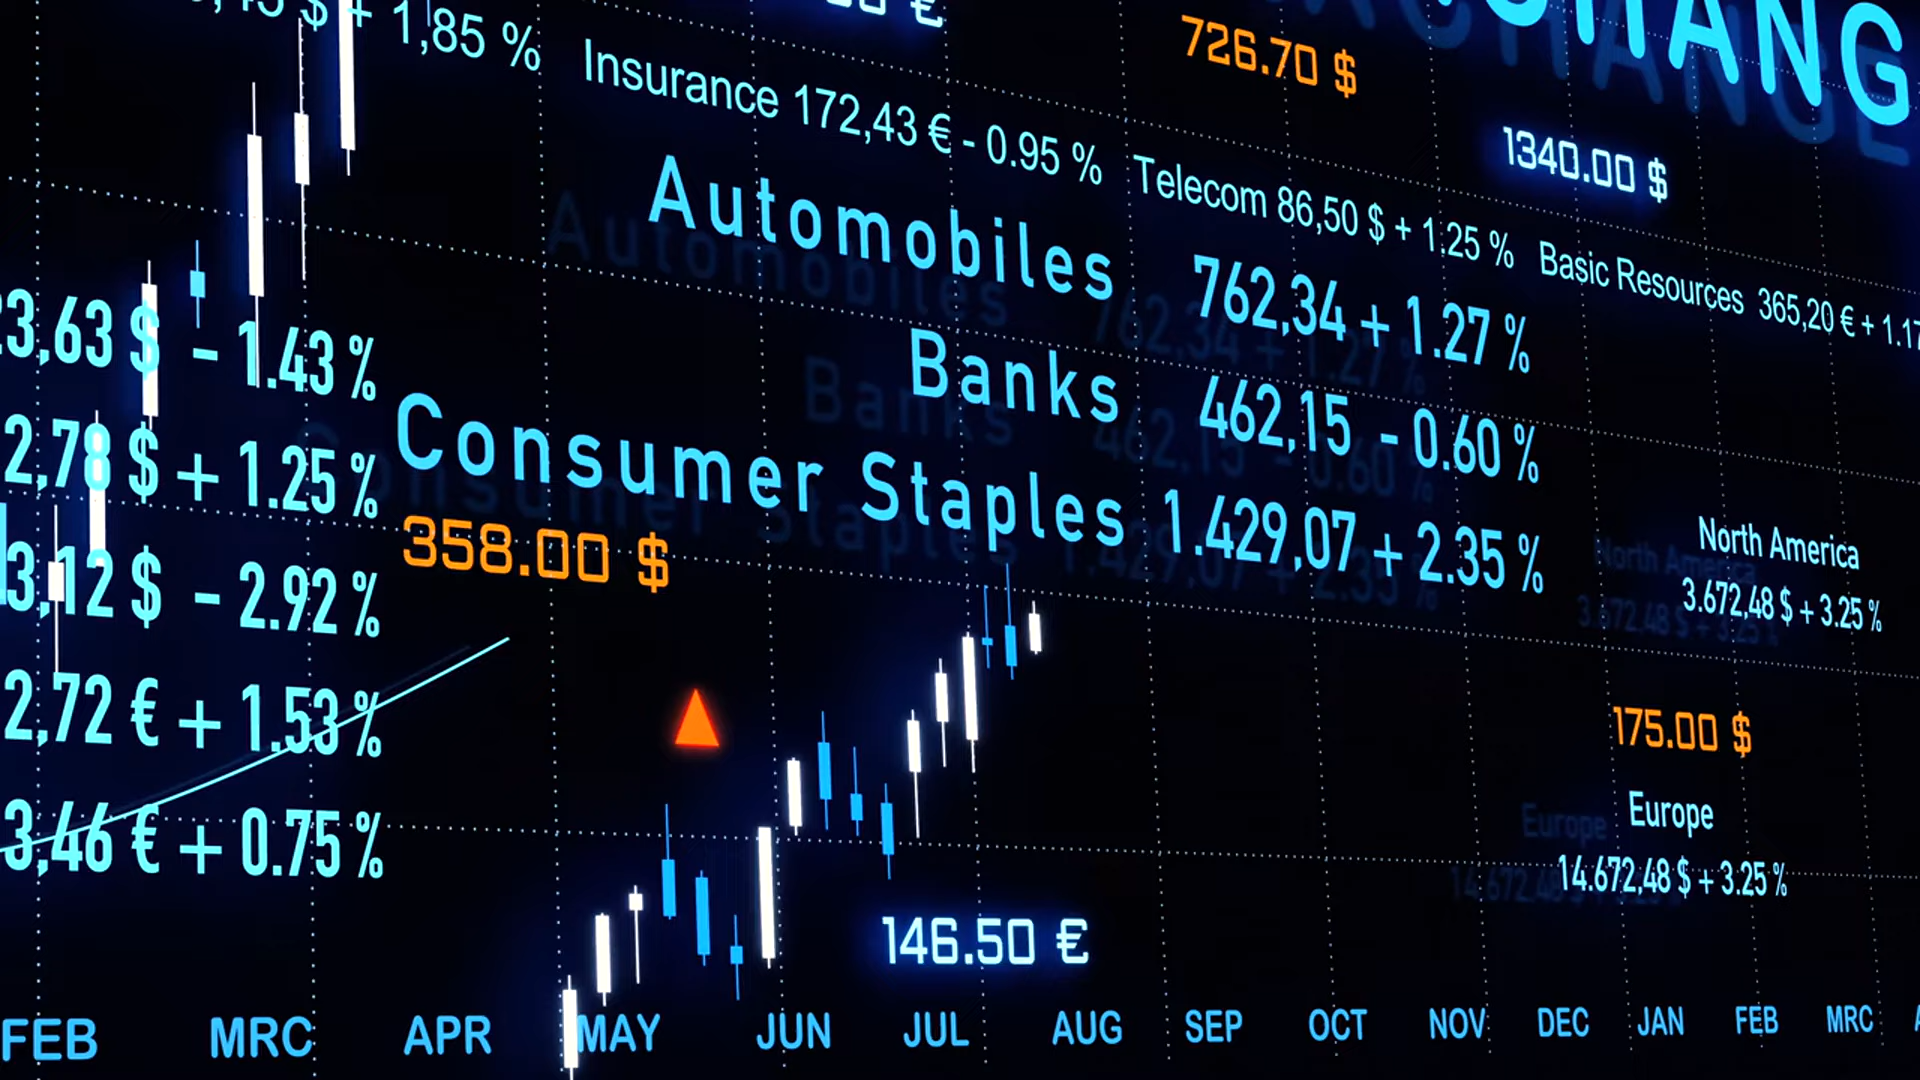 + 1,85 %
Insurance 172,43 € - 0.95 %
Telecom 86,50 $ + 1.25 %
Basic Resources 365,20 € + 1.17
726.70 $
1340.00 $
Automobiles 762,34 + 1.27 %
Banks 462,15 - 0.60 %
Consumer Staples 1.429,07 + 2.35 %
3,63 $ - 1.43 %
2,78 $ + 1.25 %
3,12 $ - 2.92 %
2,72 € + 1.53 %
3,46 € + 0.75 %
358.00 $
North America
3.672,48 $ + 3.25 %
175.00 $
Europe
14.672,48 $ + 3.25 %
146.50 €
FEB MRC APR MAY JUN JUL AUG SEP OCT NOV DEC JAN FEB MRC